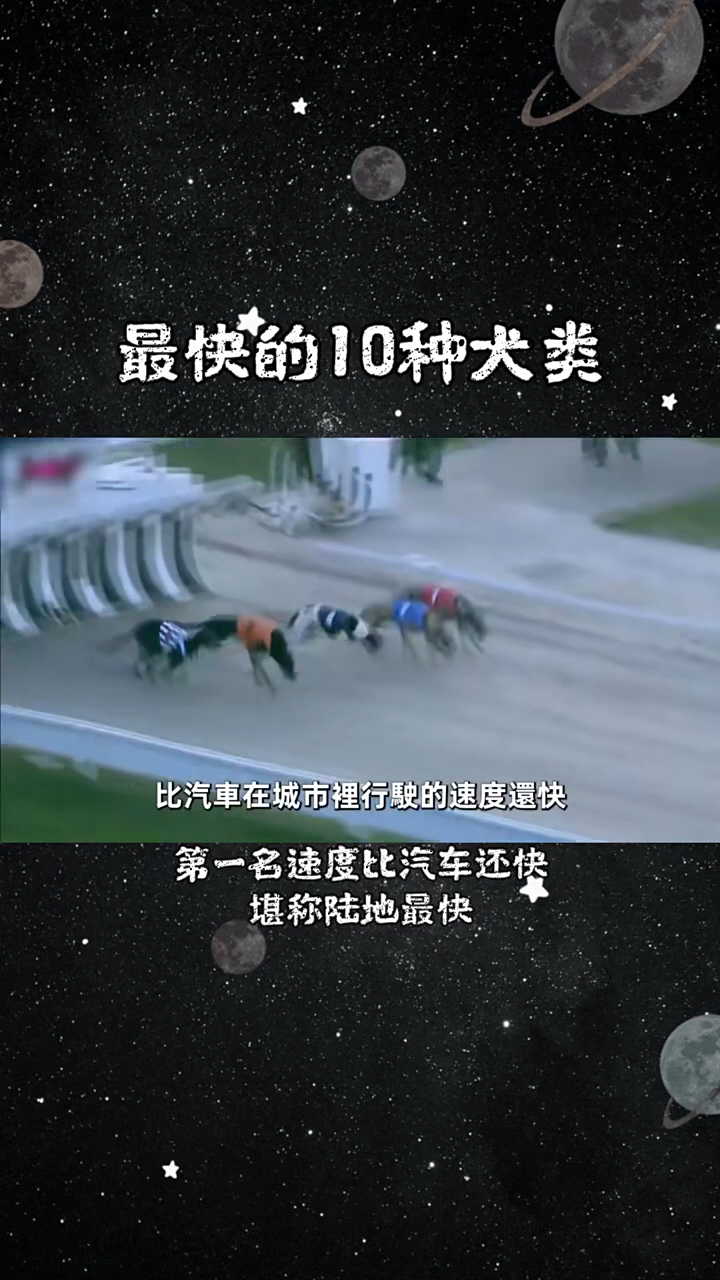 最快的10种犬类
比汽車在城市裡行駛的速度還快
第一名速度比汽车还快
堪称陆地最快